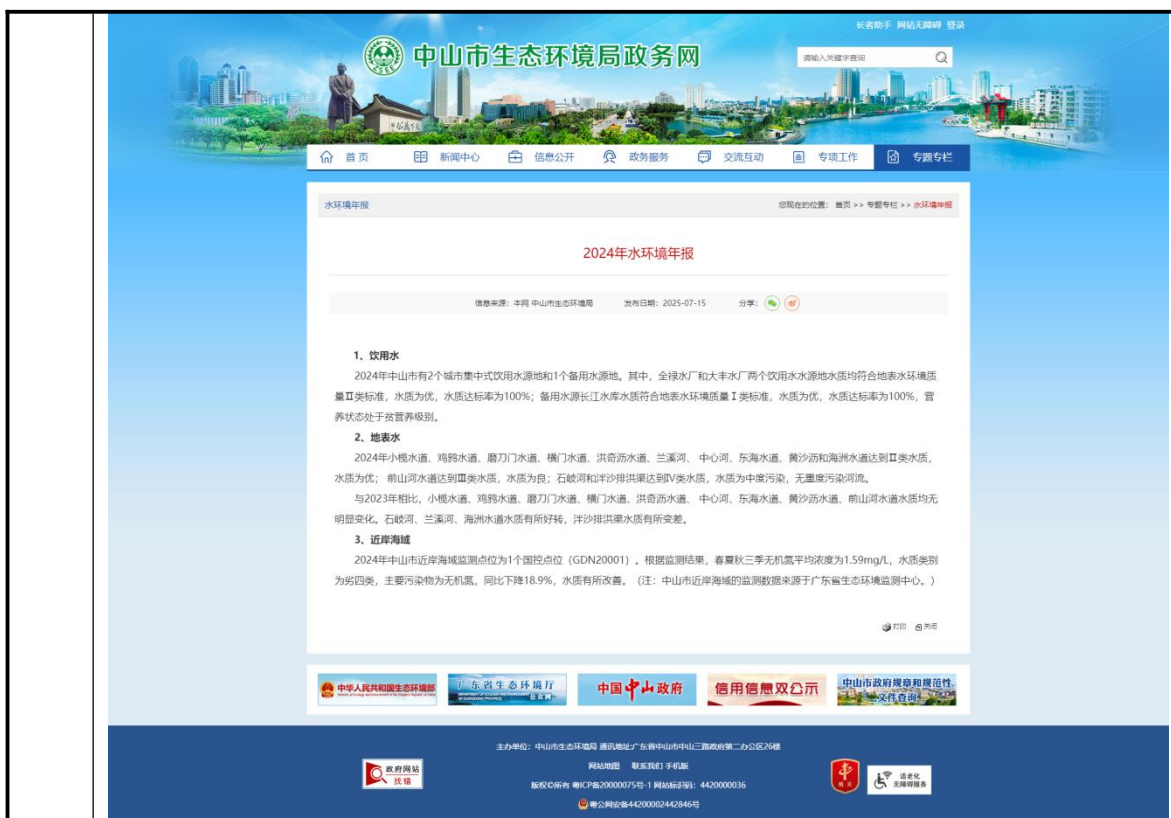 长者助手 网站无障碍 登录
中山市生态环境局政务网
请输入关键字查询
首页 新闻中心 信息公开 政务服务 交流互动 专项工作 专题专栏
水环境年报 您现在的位置： 首页 >> 专题专栏 >> 水环境年报
2024年水环境年报
信息来源：本网 中山市生态环境局 发布日期：2025-07-15 分享：
1、饮用水
2024年中山市有2个城市集中式饮用水源地和1个备用水源地。其中，全禄水厂和大丰水厂两个饮用水水源地水质均符合地表水环境质
量Ⅱ类标准，水质为优，水质达标率为100%；备用水源长江水库水质符合地表水环境质量Ⅰ类标准，水质为优，水质达标率为100%，营
养状态处于贫营养级别。
2、地表水
2024年小榄水道、鸡鸦水道、磨刀门水道、横门水道、洪奇沥水道、兰溪河、 中心河、东海水道、黄沙沥和海洲水道达到Ⅱ类水质，
水质为优； 前山河水道达到Ⅲ类水质，水质为良；石岐河和泮沙排洪渠达到Ⅳ类水质，水质为中度污染，无重度污染河流。
与2023年相比，小榄水道、鸡鸦水道、磨刀门水道、横门水道、洪奇沥水道、 中心河、东海水道、黄沙沥水道、前山河水道水质均无
明显变化。石岐河、兰溪河、海洲水道水质有所好转，泮沙排洪渠水质有所变差。
3、近岸海域
2024年中山市近岸海域监测点位为1个国控点位（GDN20001）。根据监测结果，春夏秋三季无机氮平均浓度为1.59mg/L，水质类别
为劣四类，主要污染物为无机氮，同比下降18.9%，水质有所改善。（注：中山市近岸海域的监测数据来源于广东省生态环境监测中心。）
打印 关闭
中华人民共和国生态环境部 广东省生态环境厅 公众网 中国中山政府 信用信息双公示 中山市政府规章和规范性
文件查询
主办单位：中山市生态环境局 通讯地址:广东省中山市中山三路政府第二办公区26楼
政府网站
找错
网站地图 联系我们 手机版
版权©所有 粤ICP备20000075号-1 网站标识码：4420000036
粤公网安备44200002442846号
适老化
无障碍服务